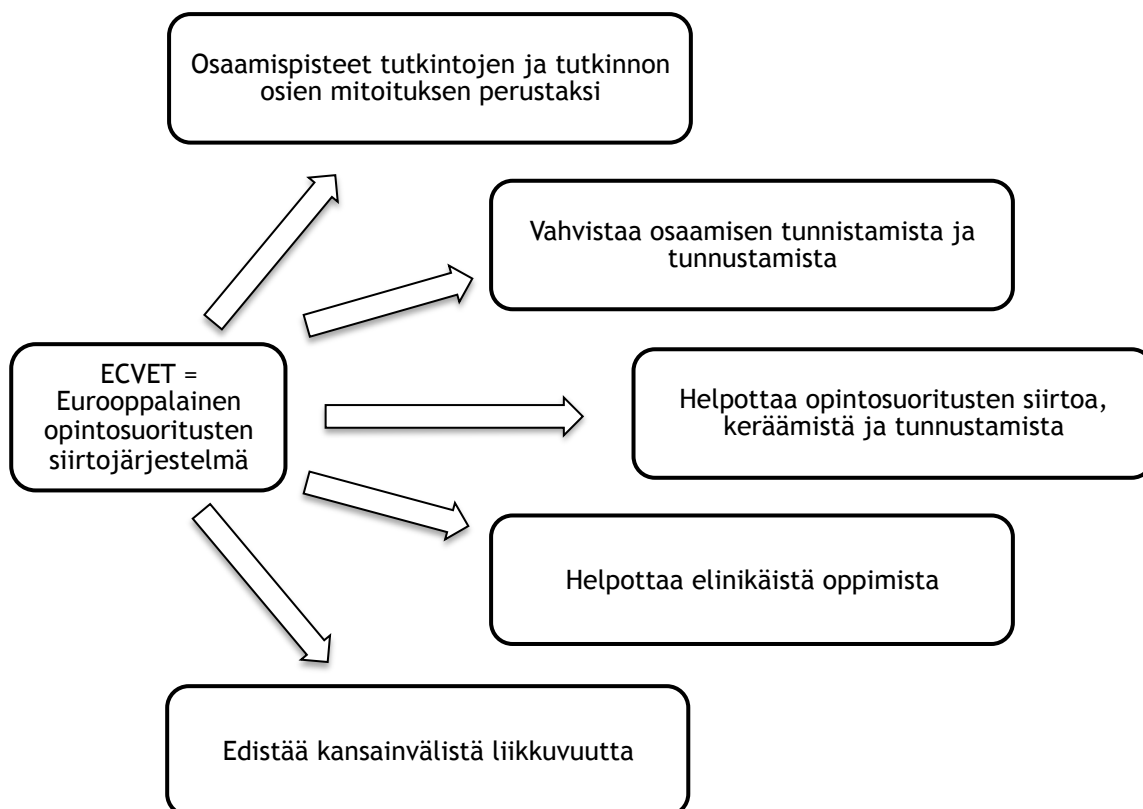 Osaamispisteet tutkintojen ja tutkinnon
osien mitoituksen perustaksi
Vahvistaa osaamisen tunnistamista ja
tunnustamista
ECVET =
Eurooppalainen
opintosuoritusten
siirtojärjestelmä
Helpottaa opintosuoritusten siirtoa,
keräämistä ja tunnustamista
Helpottaa elinikäistä oppimista
Edistää kansainvälistä liikkuvuutta